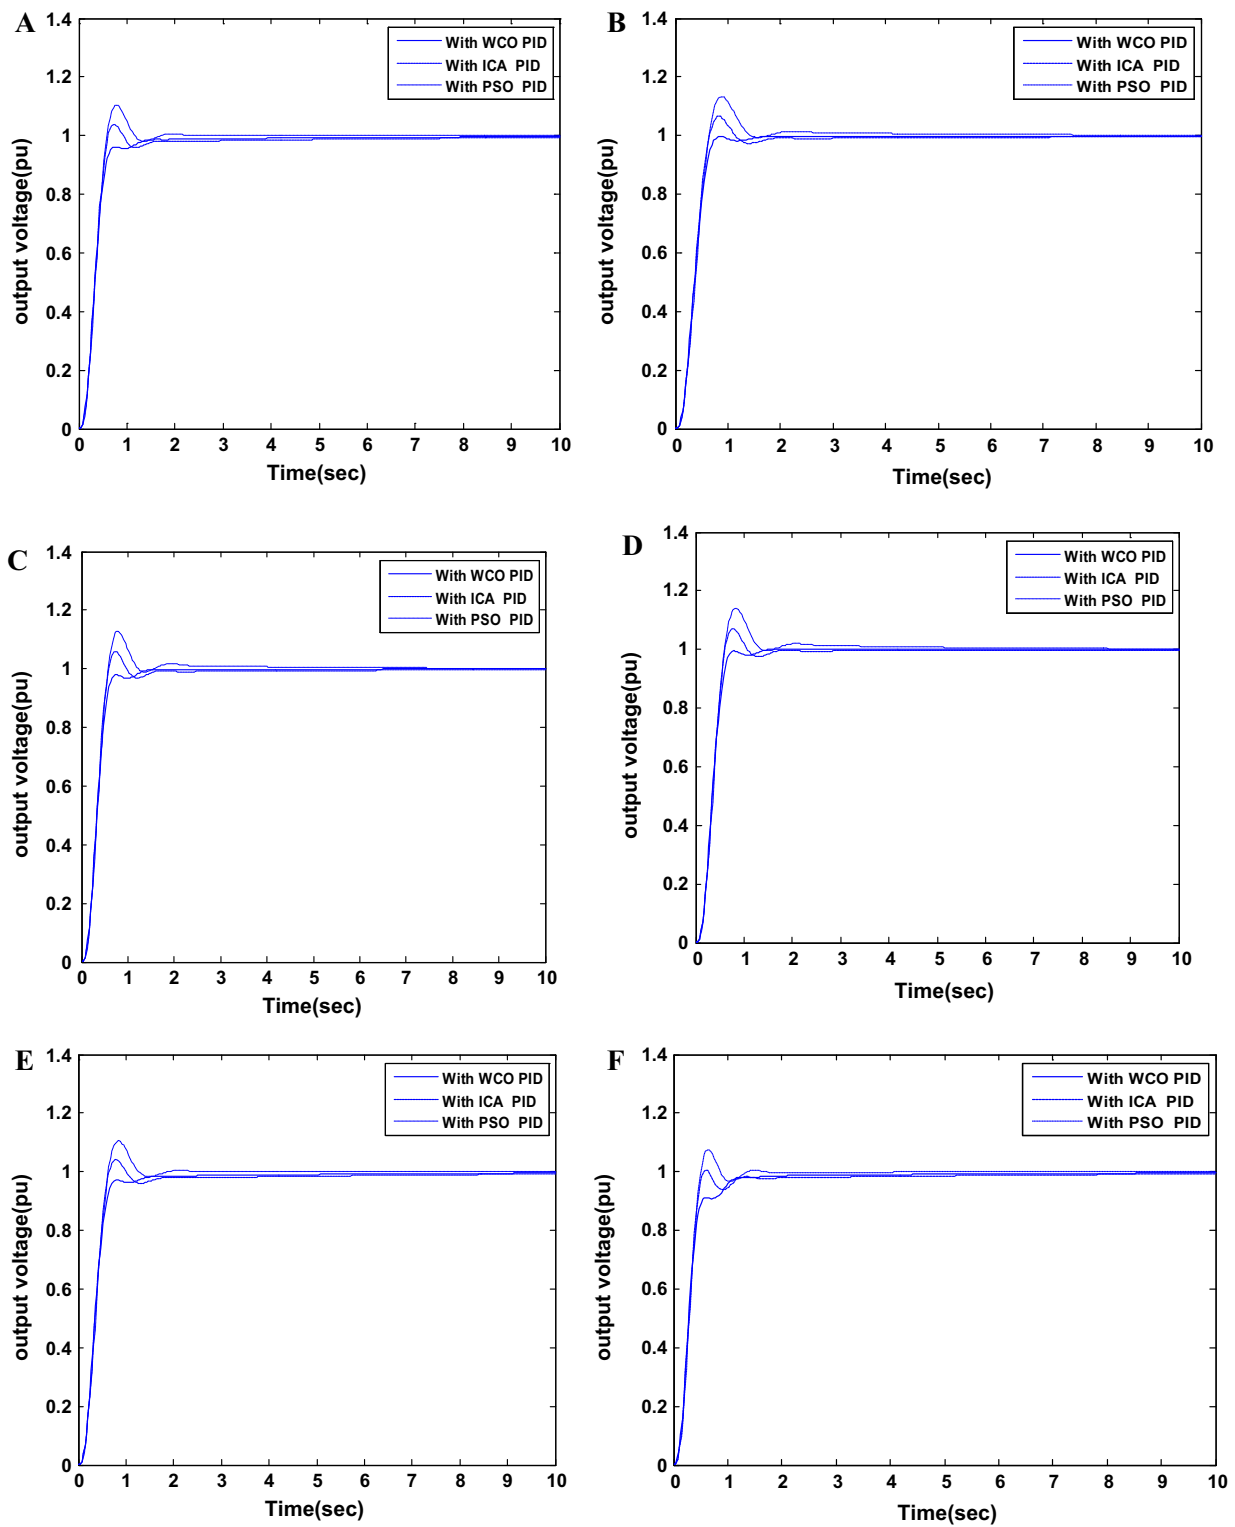 A
1.4
1.2
1
0.8
0.6
0.4
0.2
0
output voltage(pu)
With WCO PID
With ICA PID
With PSO PID
0 1 2 3 4 5 6 7 8 9 10
Time(sec)
B
1.4
1.2
1
0.8
0.6
0.4
0.2
0
output voltage(pu)
With WCO PID
With ICA PID
With PSO PID
0 1 2 3 4 5 6 7 8 9 10
Time(sec)
C
1.4
1.2
1
0.8
0.6
0.4
0.2
0
output voltage(pu)
With WCO PID
With ICA PID
With PSO PID
0 1 2 3 4 5 6 7 8 9 10
Time(sec)
D
1.4
1.2
1
0.8
0.6
0.4
0.2
0
output voltage(pu)
With WCO PID
With ICA PID
With PSO PID
0 1 2 3 4 5 6 7 8 9 10
Time(sec)
E
1.4
1.2
1
0.8
0.6
0.4
0.2
0
output voltage(pu)
With WCO PID
With ICA PID
With PSO PID
0 1 2 3 4 5 6 7 8 9 10
Time(sec)
F
1.4
1.2
1
0.8
0.6
0.4
0.2
0
output voltage(pu)
With WCO PID
With ICA PID
With PSO PID
0 1 2 3 4 5 6 7 8 9 10
Time(sec)